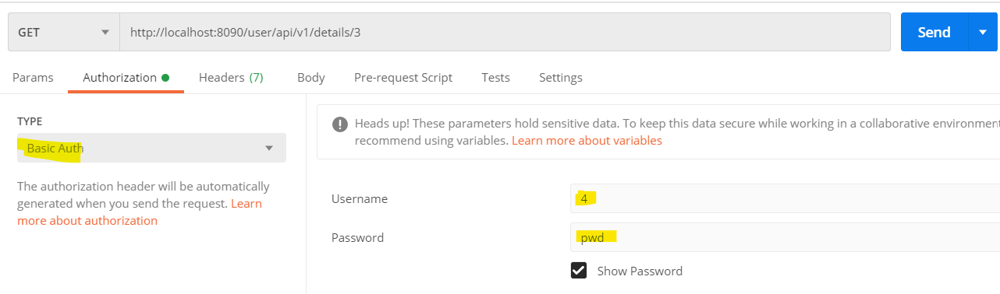 GET http://localhost:8090/user/api/v1/details/3 Send
Params Authorization Headers (7) Body Pre-request Script Tests Settings
TYPE
Basic Auth
The authorization header will be automatically
generated when you send the request. Learn
more about authorization
Heads up! These parameters hold sensitive data. To keep this data secure while working in a collaborative environment
recommend using variables. Learn more about variables
Username 4
Password pwd
Show Password